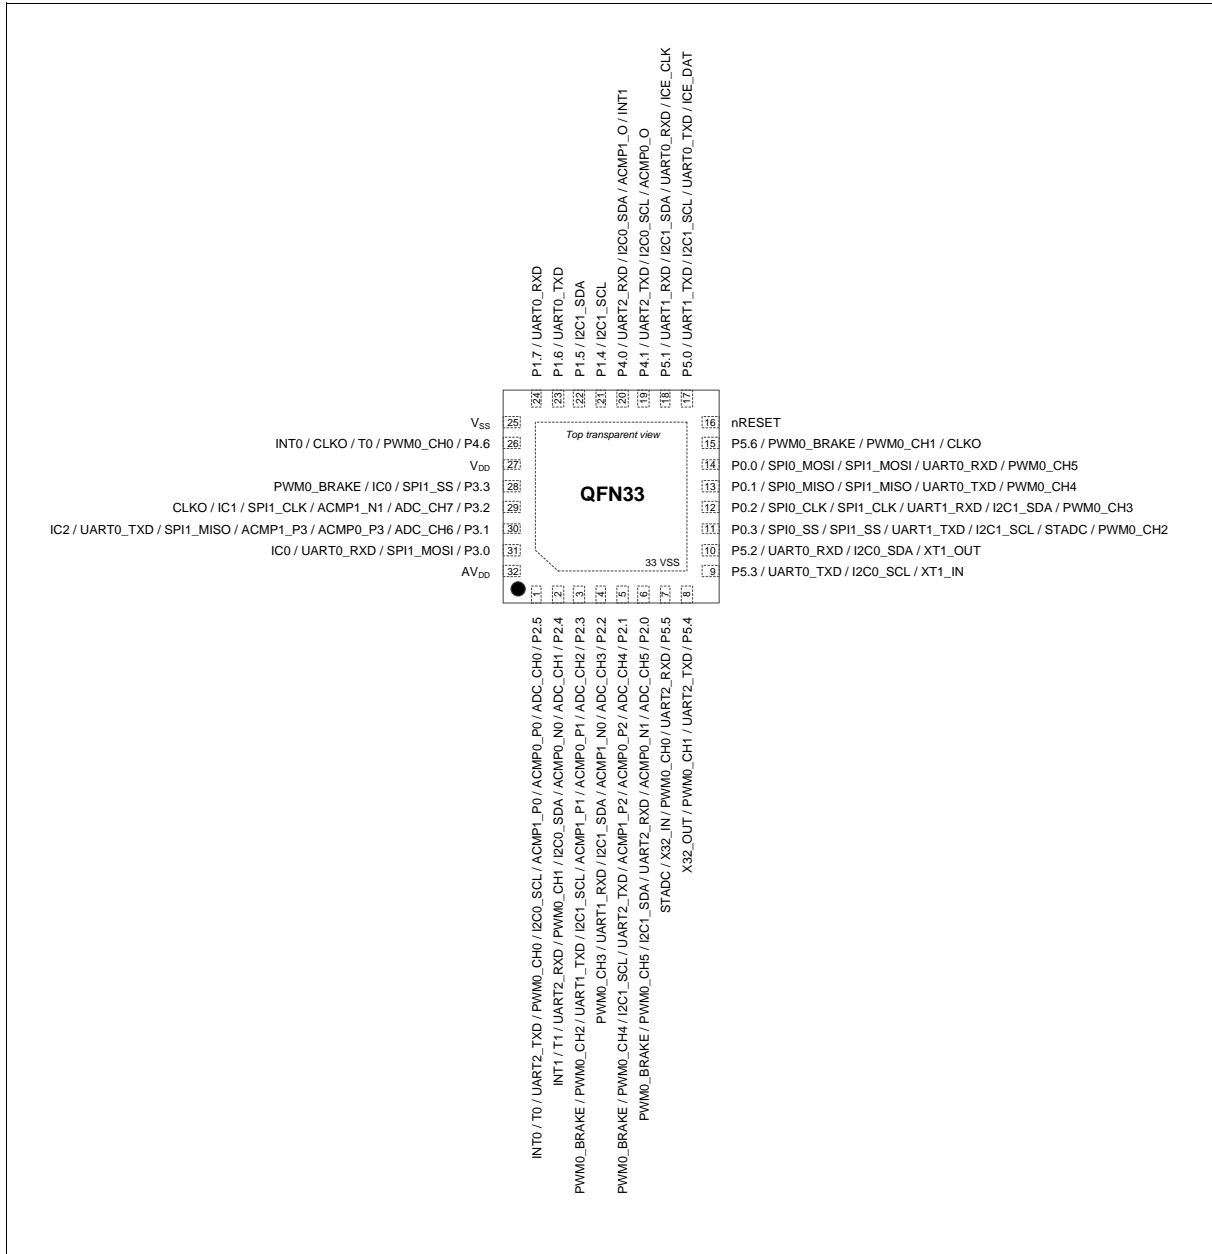 P1.7 / UART0_RXD
P1.6 / UART0_TXD
P1.5 / I2C1_SDA
P1.4 / I2C1_SCL
P4.0 / UART2_RXD / I2C0_SDA / ACMP1_O / INT1
P4.1 / UART2_TXD / I2C0_SCL / ACMP0_O
P5.1 / UART1_RXD / I2C1_SDA / UART0_RXD / ICE_CLK
P5.0 / UART1_TXD / I2C1_SCL / UART0_TXD / ICE_DAT
24 23 22 21 20 19 18 17
VSS 25
INT0 / CLKO / T0 / PWM0_CH0 / P4.6 26
VDD 27
PWM0_BRAKE / IC0 / SPI1_SS / P3.3 28
CLKO / IC1 / SPI1_CLK / ACMP1_N1 / ADC_CH7 / P3.2 29
IC2 / UART0_TXD / SPI1_MISO / ACMP1_P3 / ACMP0_P3 / ADC_CH6 / P3.1 30
IC0 / UART0_RXD / SPI1_MOSI / P3.0 31
AVDD 32
Top transparent view
QFN33
33 VSS
16 nRESET
15 P5.6 / PWM0_BRAKE / PWM0_CH1 / CLKO
14 P0.0 / SPI0_MOSI / SPI1_MOSI / UART0_RXD / PWM0_CH5
13 P0.1 / SPI0_MISO / SPI1_MISO / UART0_TXD / PWM0_CH4
12 P0.2 / SPI0_CLK / SPI1_CLK / UART1_RXD / I2C1_SDA / PWM0_CH3
11 P0.3 / SPI0_SS / SPI1_SS / UART1_TXD / I2C1_SCL / STADC / PWM0_CH2
10 P5.2 / UART0_RXD / I2C0_SDA / XT1_OUT
9 P5.3 / UART0_TXD / I2C0_SCL / XT1_IN
1 2 3 4 5 6 7 8
INT0 / T0 / UART2_TXD / PWM0_CH0 / I2C0_SCL / ACMP1_P0 / ACMP0_P0 / ADC_CH0 / P2.5
INT1 / T1 / UART2_RXD / PWM0_CH1 / I2C0_SDA / ACMP0_N0 / ADC_CH1 / P2.4
PWM0_BRAKE / PWM0_CH2 / UART1_TXD / I2C1_SCL / ACMP1_P1 / ACMP0_P1 / ADC_CH2 / P2.3
PWM0_CH3 / UART1_RXD / I2C1_SDA / ACMP1_N0 / ADC_CH3 / P2.2
PWM0_BRAKE / PWM0_CH4 / I2C1_SCL / UART2_TXD / ACMP1_P2 / ACMP0_P2 / ADC_CH4 / P2.1
PWM0_BRAKE / PWM0_CH5 / I2C1_SDA / UART2_RXD / ACMP0_N1 / ADC_CH5 / P2.0
STADC / X32_IN / PWM0_CH0 / UART2_RXD / P5.5
X32_OUT / PWM0_CH1 / UART2_TXD / P5.4